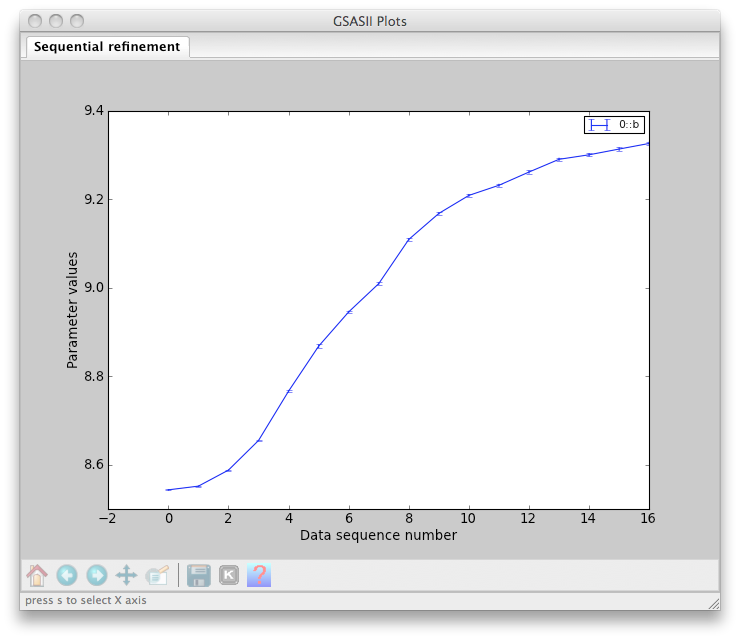 GSASII Plots
Sequential refinement
9.4
9.2
9.0
8.8
8.6
Parameter values
0::b
−2 0 2 4 6 8 10 12 14 16
Data sequence number
K ?
press s to select X axis